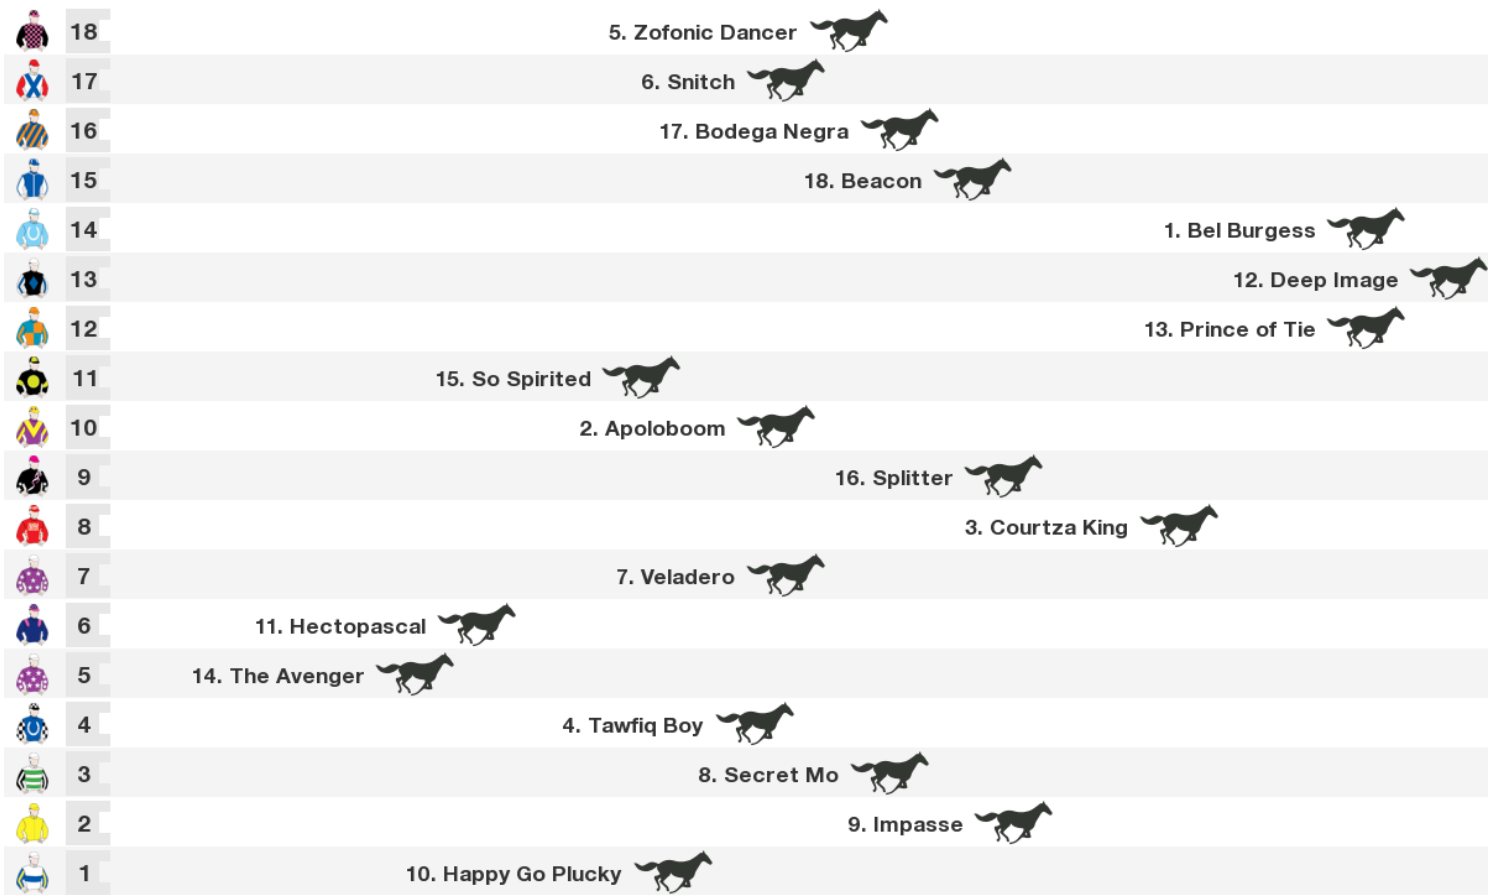 18 5. Zofonic Dancer
17 6. Snitch
16 17. Bodega Negra
15 18. Beacon
14 1. Bel Burgess
13 12. Deep Image
12 13. Prince of Tie
11 15. So Spirited
10 2. Apoloboom
9 16. Splitter
8 3. Courtza King
7 7. Veladero
6 11. Hectopascal
5 14. The Avenger
4 4. Tawfiq Boy
3 8. Secret Mo
2 9. Impasse
1 10. Happy Go Plucky